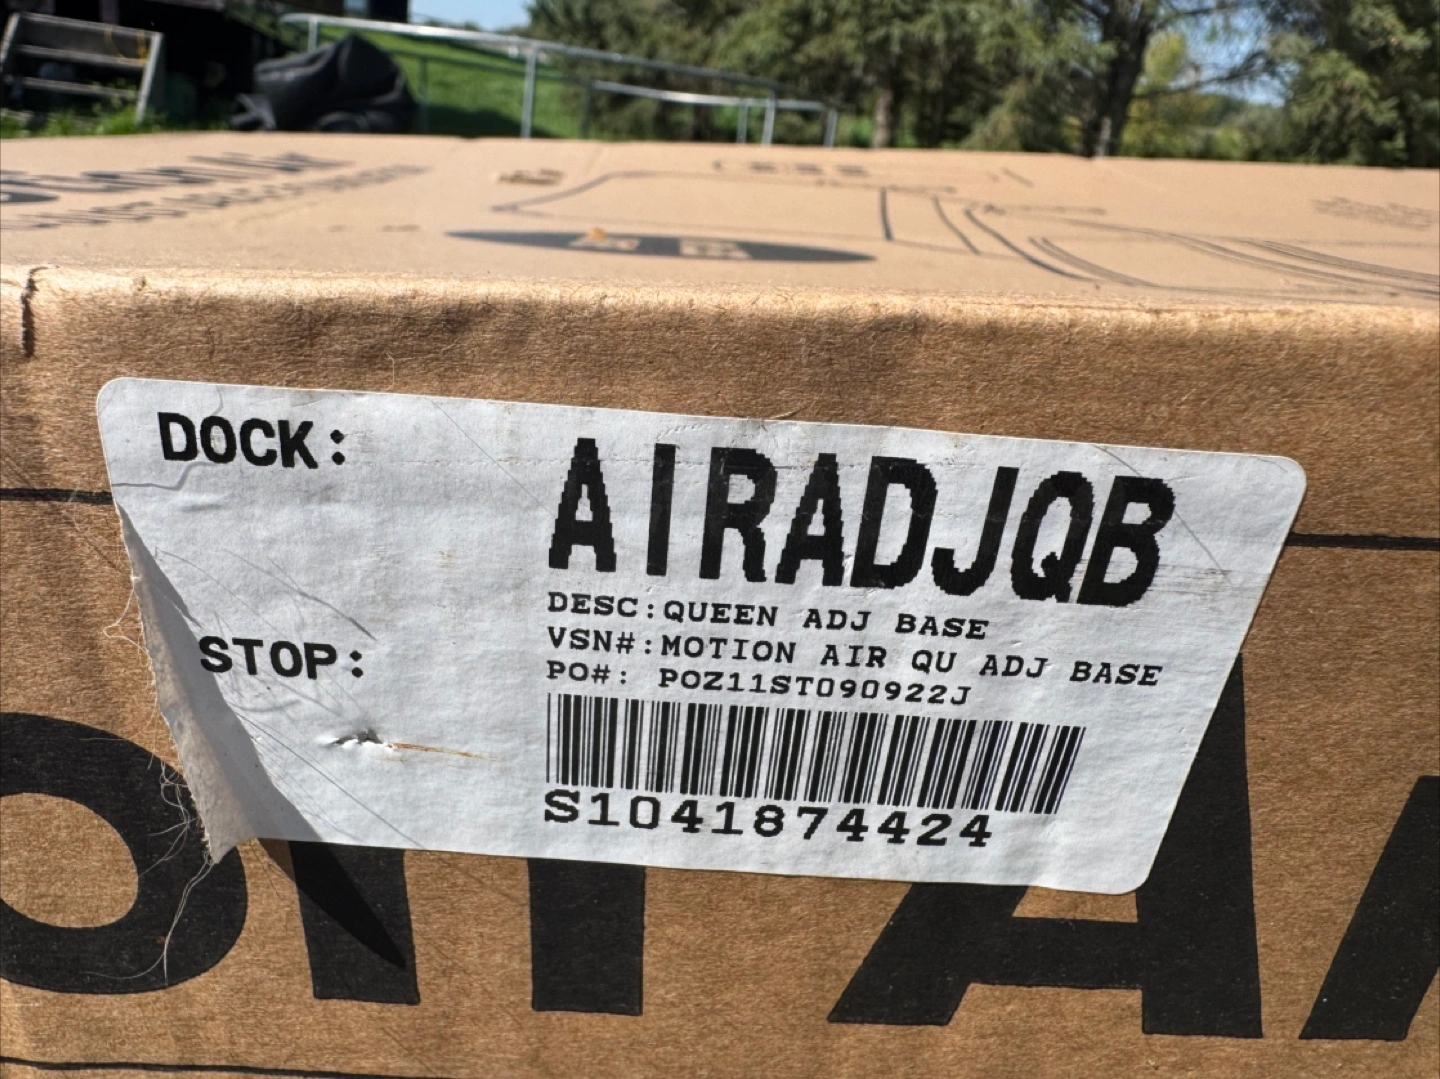 DOCK:
AIRADJQB
DESC:QUEEN ADJ BASE
VSN#:MOTION AIR QU ADJ BASE
STOP:
PO#: POZ11ST090922J
S1041874424